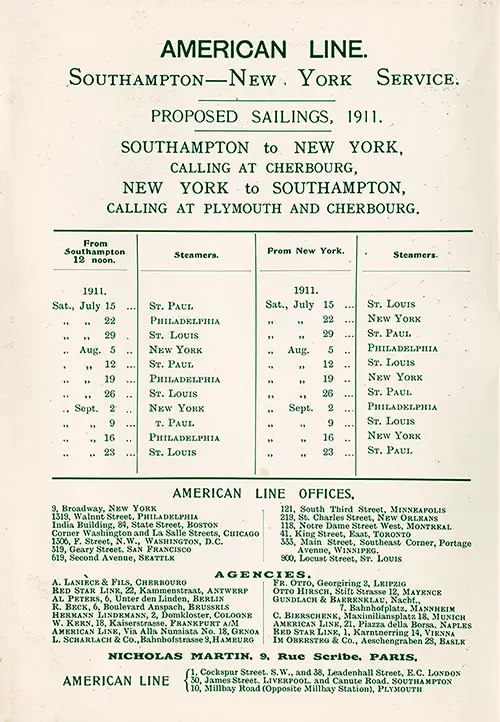 AMERICAN LINE.
SOUTHAMPTON—NEW YORK SERVICE.
PROPOSED SAILINGS, 1911.
SOUTHAMPTON to NEW YORK,
CALLING AT CHERBOURG,
NEW YORK to SOUTHAMPTON,
CALLING AT PLYMOUTH AND CHERBOURG.
From Southampton 12 noon. Steamers. From New York. Steamers.
1911. 1911.
Sat., July 15 ... ST. PAUL Sat., July 15 ... ST. LOUIS
„ „ 22 PHILADELPHIA „ „ 22 ... NEW YORK
„ „ 29 .. ST. LOUIS „ „ 29 ... ST. PAUL
„ Aug. 5 .. NEW YORK „ Aug. 5 .. PHILADELPHIA
„ „ 12 ... ST. PAUL „ „ 12 .. ST. LOUIS
„ „ 19 ... PHILADELPHIA „ „ 19 .. NEW YORK
„ „ 26 ... ST. LOUIS „ „ 26 ... ST. PAUL
„ Sept. 2 .. NEW YORK „ Sept. 2 ... PHILADELPHIA
„ „ 9 ... T. PAUL „ „ 9 ... ST. LOUIS
„ „ 16 ... PHILADELPHIA „ „ 16 ... NEW YORK
„ „ 23 ... ST. LOUIS „ „ 23 ... ST. PAUL
AMERICAN LINE OFFICES.
9, Broadway, NEW YORK
1319, Walnut Street, PHILADELPHIA
India Building, 84, State Street, BOSTON
Corner Washington and La Salle Streets, CHICAGO
1306, F. Street, N.W., WASHINGTON, D.C.
319, Geary Street, SAN FRANCISCO
619, Second Avenue, SEATTLE
121, South Third Street, MINNEAPOLIS
219, St. Charles Street, NEW ORLEANS
118, Notre Dame Street West, MONTREAL
41, King Street, East, TORONTO
333, Main Street, Southeast Corner, Portage
Avenue, WINNIPEG.
900, Locust Street, ST. LOUIS
AGENCIES.
A. LANIECE & FILS, CHERBOURG
RED STAR LINE, 22, Kammenstraat, ANTWERP
AL PETERS, 6, Unter den Linden, BERLIN
R. BECK, 6, Boulevard Anspach, BRUSSELS
HERMANN LINDEMANN, 2, Domkloster, COLOGNE
W. KERN, 18, Kaiserstrasse, FRANKFURT A/M
AMERICAN LINE, Via Alla Nunziata No. 18, GENOA
L. SCHARLACH & CO., Bahnhofstrasse 9, HAMBURG
FR. OTTO, Georgiring 2, LEIPZIG
OTTO HIRSCH, Stift Strasse 12, MAYENCE
GUNDLACH & BAERENKLAU, Nachf.,
7, Bahnhofplatz, MANNHEIM
C. BIERSCHENK, Maximiliansplatz 18, MUNICH
AMERICAN LINE, 21, Piazza della Borsa, NAPLES
RED STAR LINE, 1, Karntnerring 14, VIENNA
IM OBERSTEG & CO., Aeschengraben 23, BASLE
NICHOLAS MARTIN, 9, Rue Scribe, PARIS.
AMERICAN LINE
1, Cockspur Street, S.W., and 38, Leadenhall Street, E.C. LONDON
30, James Street, LIVERPOOL, and Canute Road, SOUTHAMPTON
10, Millbay Road (Opposite Millbay Station), PLYMOUTH